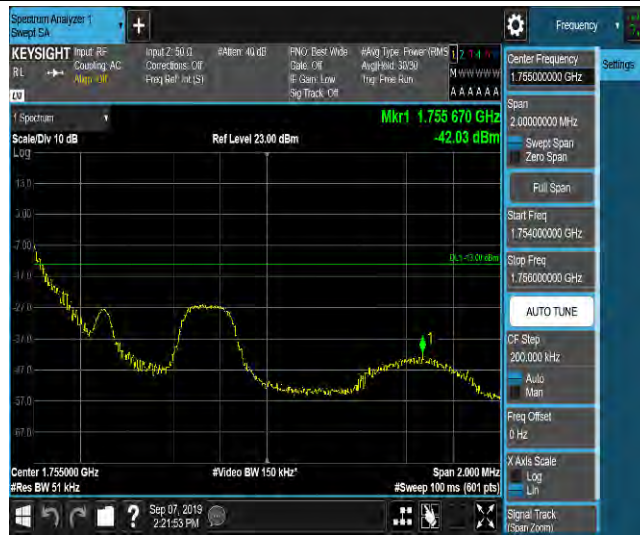 Spectrum Analyzer 1
Swept SA
+
Frequency
KEYSIGHT
RL
Input: RF
Coupling: AC
Align: Off
Input Z: 50 Ω
Corrections: Off
Freq Ref: Int (S)
#Atten: 40 dB
PNO: Best Wide
Gate: Off
IF Gain: Low
Sig Track: Off
#Avg Type: Power (RMS
Avg|Hold: 30/30
Trig: Free Run
M W W W W W
A A A A A A
1 Spectrum
Scale/Div 10 dB
Log
Ref Level 23.00 dBm
Mkr1 1.755 670 GHz
-42.03 dBm
13.0
3.00
-7.00
DL1 -13.00 dBm
-17.0
-27.0
-37.0
-47.0
-57.0
-67.0
1
Center 1.755000 GHz
#Res BW 51 kHz
#Video BW 150 kHz*
Span 2.000 MHz
#Sweep 100 ms (601 pts)
Sep 07, 2019
2:21:53 PM
Settings
Center Frequency
1.755000000 GHz
Span
2.00000000 MHz
Swept Span
Zero Span
Full Span
Start Freq
1.754000000 GHz
Stop Freq
1.756000000 GHz
AUTO TUNE
CF Step
200.000 kHz
Auto
Man
Freq Offset
0 Hz
X Axis Scale
Log
Lin
Signal Track
(Span Zoom)